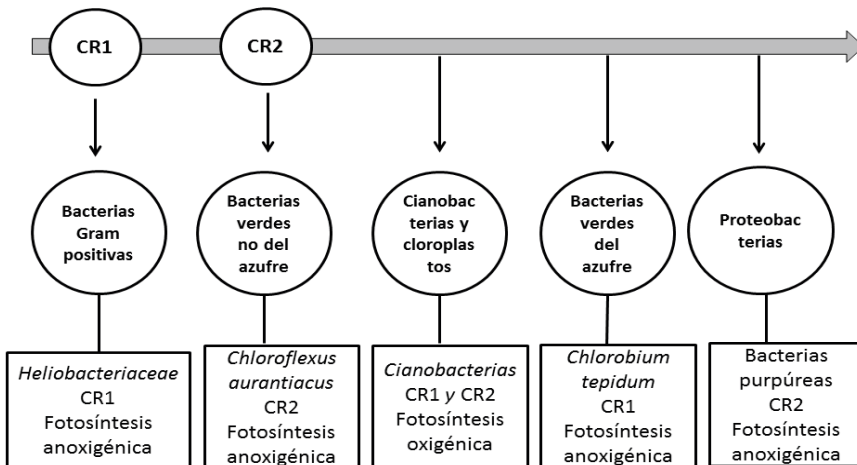 CR1
CR2
Bacterias
Gram
positivas
Bacterias
verdes
no del
azufre
Cianobac
terias y
cloroplas
tos
Bacterias
verdes
del
azufre
Proteobac
terias
Heliobacteriaceae
CR1
Fotosíntesis
anoxigénica
Chloroflexus
aurantiacus
CR2
Fotosíntesis
anoxigénica
Cianobacterias
CR1 y CR2
Fotosíntesis
oxigénica
Chlorobium
tepidum
CR1
Fotosíntesis
anoxigénica
Bacterias
purpúreas
CR2
Fotosíntesis
anoxigénica